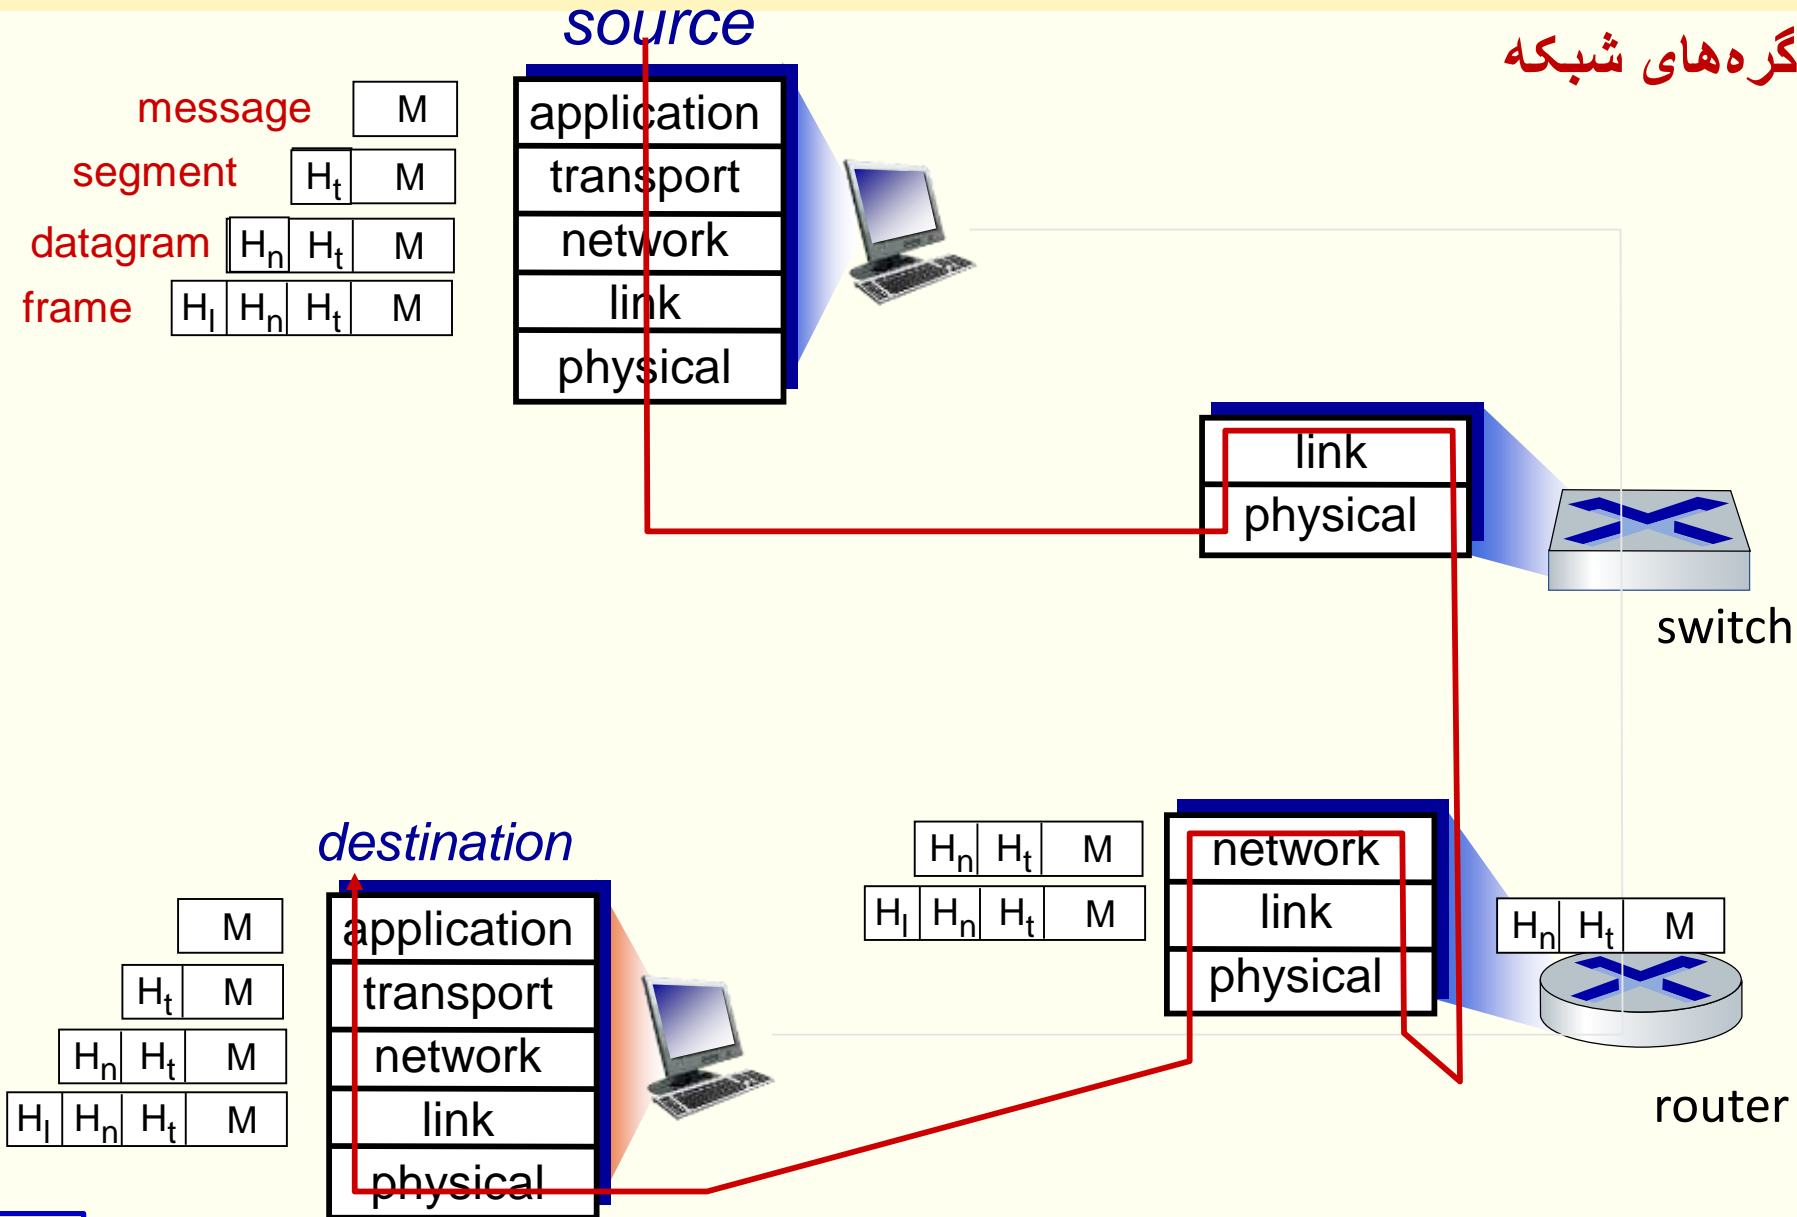 source
گره‌های شبکه
message M
segment Ht M
datagram Hn Ht M
frame Hl Hn Ht M
application
transport
network
link
physical
link
physical
switch
destination
M
Ht M
Hn Ht M
Hl Hn Ht M
application
transport
network
link
physical
Hn Ht M
Hl Hn Ht M
network
link
physical
Hn Ht M
router